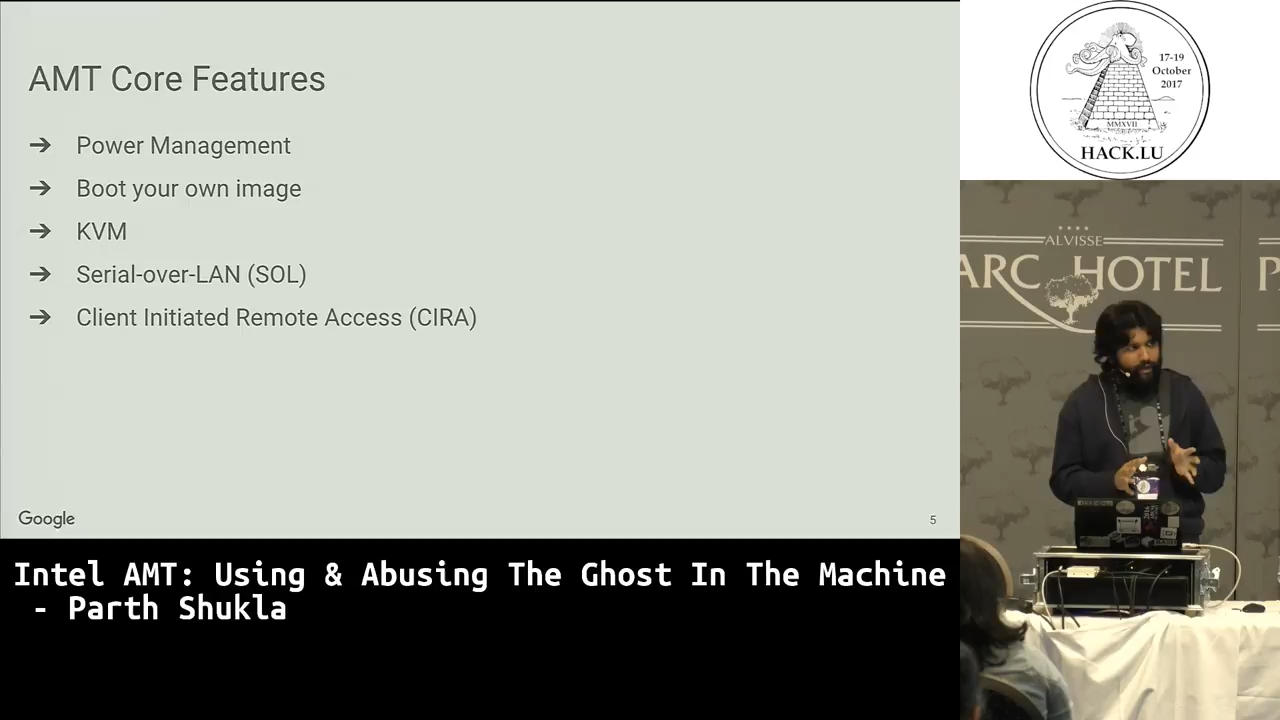 AMT Core Features
➔ Power Management
➔ Boot your own image
➔ KVM
➔ Serial-over-LAN (SOL)
➔ Client Initiated Remote Access (CIRA)
Google
5
Intel AMT: Using & Abusing The Ghost In The Machine
- Parth Shukla
17-19
October
2017
MMXVII
HACK.LU
ALVISSE
ARC HOTEL
P